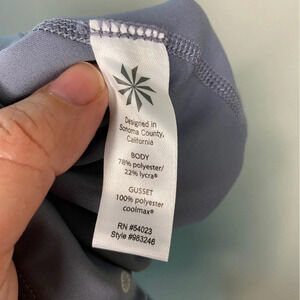 Designed in
Sonoma County,
California
BODY
78% polyester/
22% lycra®
GUSSET
100% polyester
coolmax®
RN #54023
Style #983246